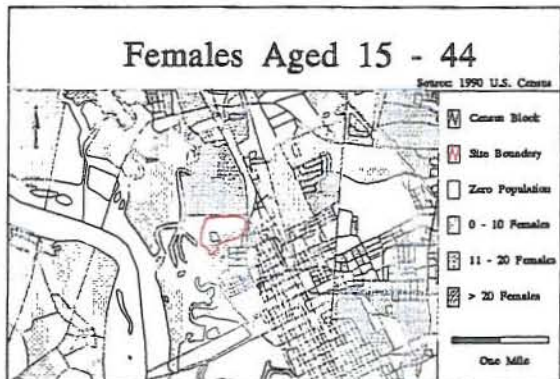 Females Aged 15 - 44
Source: 1990 U.S. Census
Census Block
Site Boundary
Zero Population
0 - 10 Females
11 - 20 Females
> 20 Females
One Mile